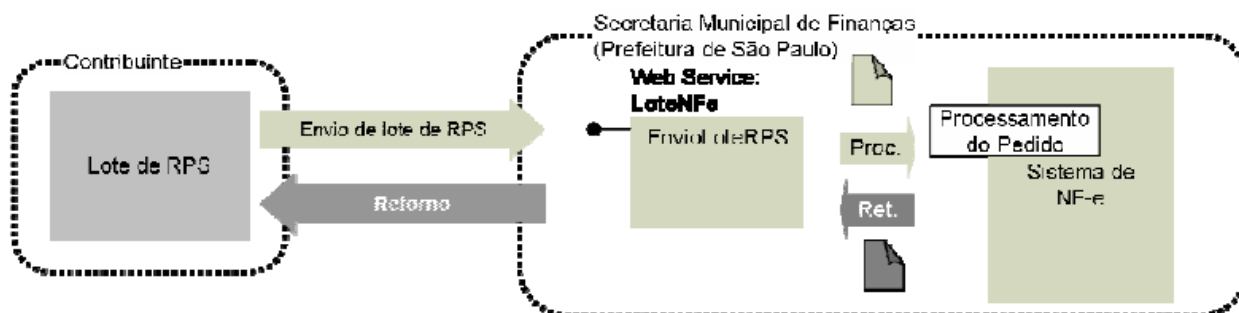 Secretaria Municipal de Finanças
(Prefeitura de São Paulo)
Contribuinte
Web Service:
LoteNFe
Envio de lote de RPS
EnvioLoteRPS
Processamento
do Pedido
Proc.
Lote de RPS
Sistema de
NF-e
Retorno
Ret.